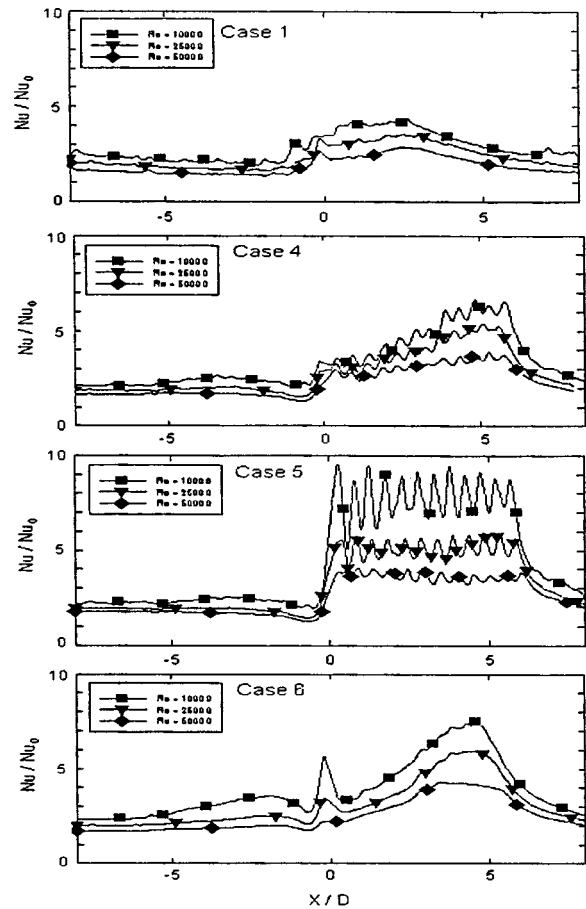 10
Case 1
Re - 10000
Re - 25000
Re - 50000
Nu / Nu0
5
0
-5
0
5
10
Case 4
Re - 10000
Re - 25000
Re - 50000
Nu / Nu0
5
0
-5
0
5
10
Case 5
Re - 10000
Re - 25000
Re - 50000
Nu / Nu0
5
0
-5
0
5
10
Case 6
Re - 10000
Re - 25000
Re - 50000
Nu / Nu0
5
0
-5
0
5
X / D